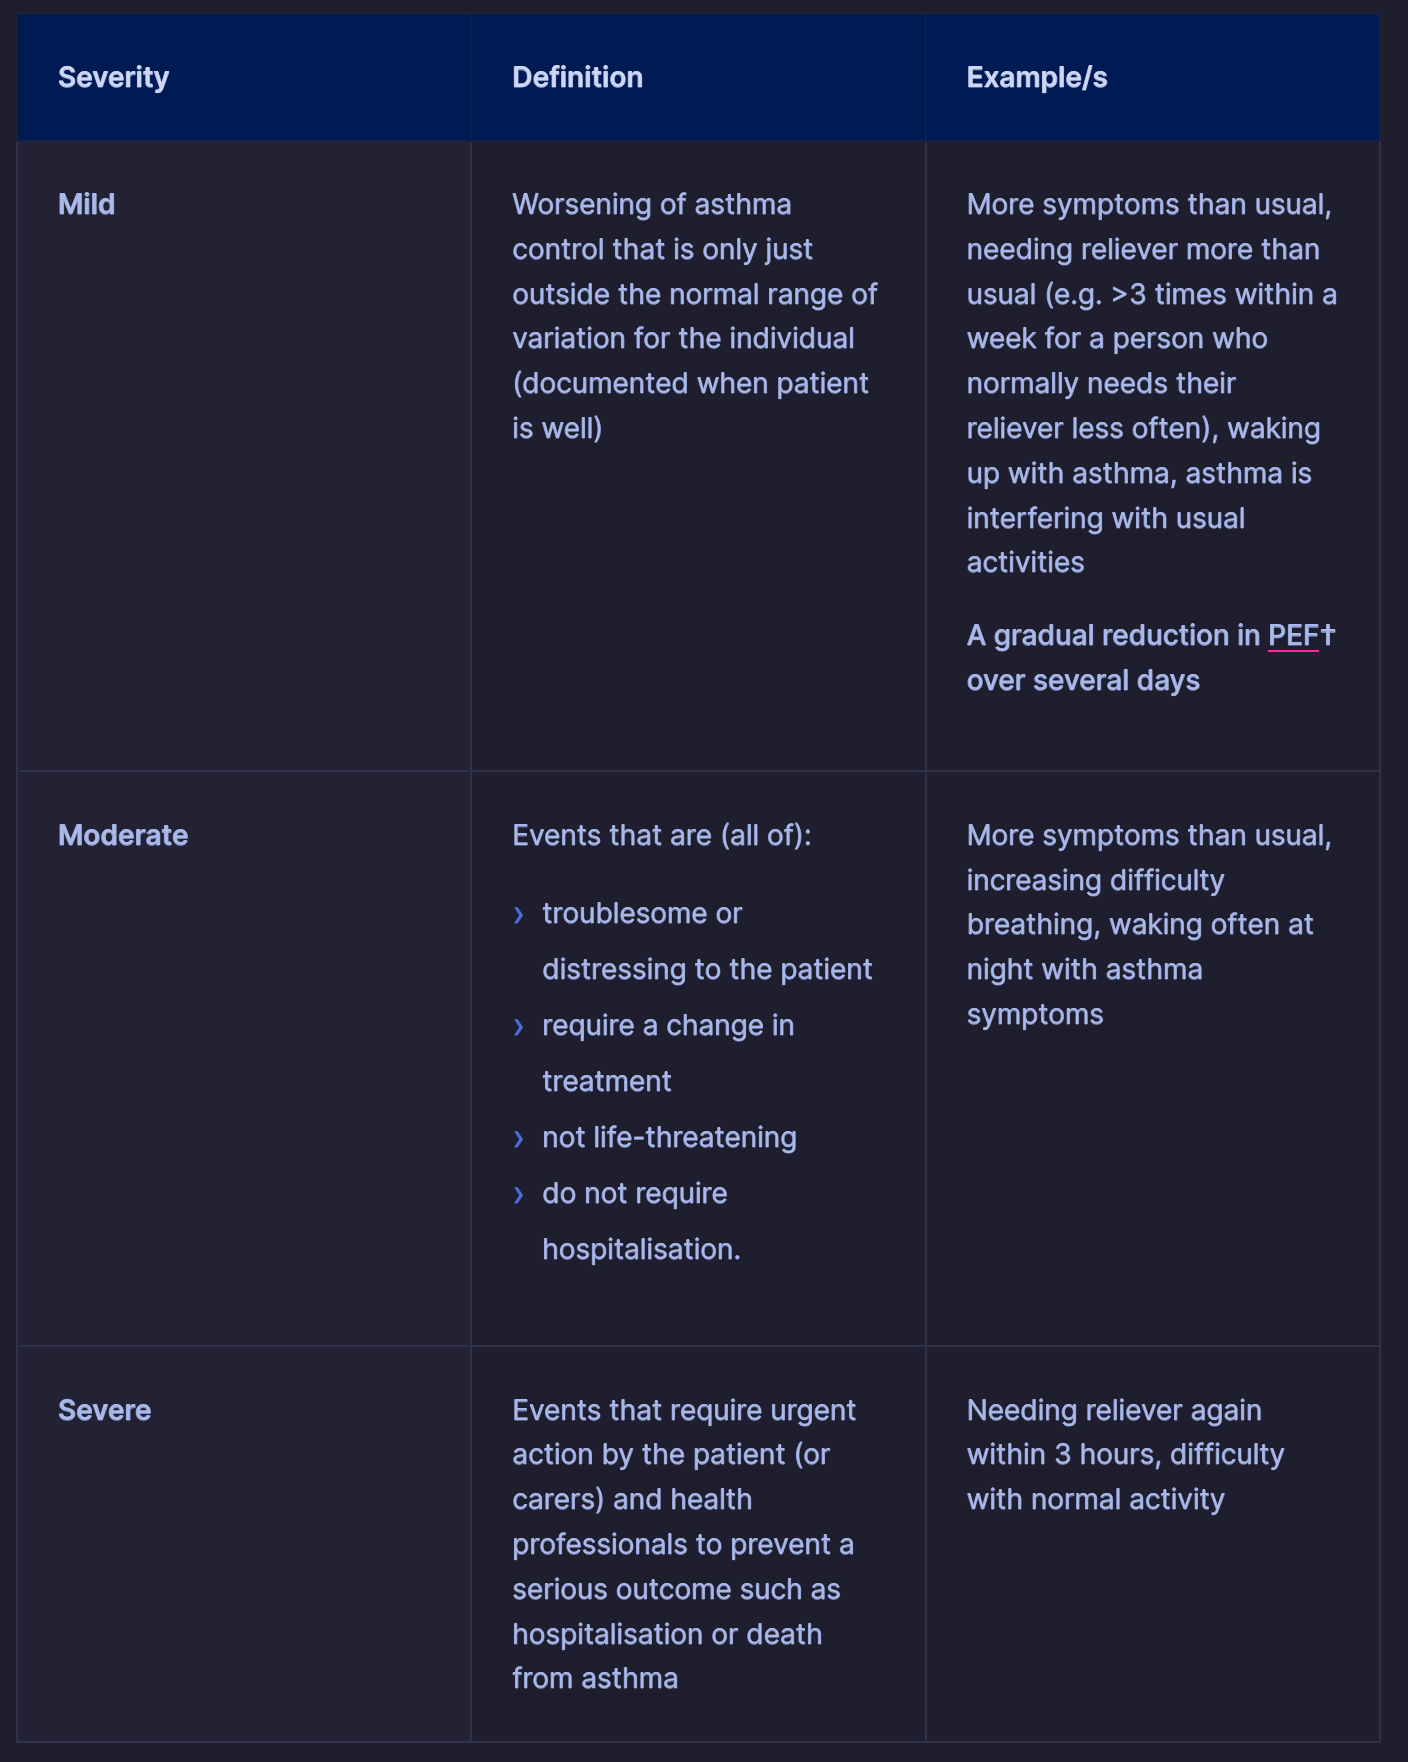 Severity
Definition
Example/s
Mild
Worsening of asthma
control that is only just
outside the normal range of
variation for the individual
(documented when patient
is well)
More symptoms than usual,
needing reliever more than
usual (e.g. >3 times within a
week for a person who
normally needs their
reliever less often), waking
up with asthma, asthma is
interfering with usual
activities
A gradual reduction in PEF†
over several days
Moderate
Events that are (all of):
› troublesome or
distressing to the patient
› require a change in
treatment
› not life-threatening
› do not require
hospitalisation.
More symptoms than usual,
increasing difficulty
breathing, waking often at
night with asthma
symptoms
Severe
Events that require urgent
action by the patient (or
carers) and health
professionals to prevent a
serious outcome such as
hospitalisation or death
from asthma
Needing reliever again
within 3 hours, difficulty
with normal activity